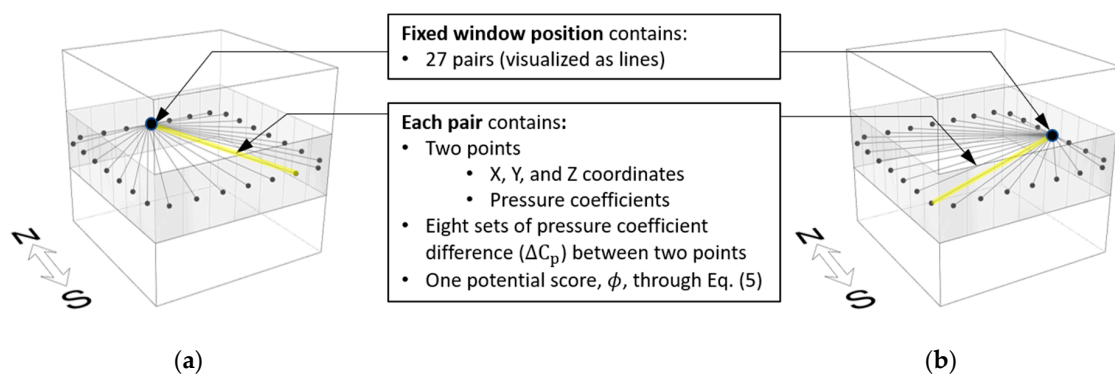 Fixed window position contains:
• 27 pairs (visualized as lines)
Each pair contains:
• Two points
• X, Y, and Z coordinates
• Pressure coefficients
• Eight sets of pressure coefficient
difference (ΔCp) between two points
• One potential score, ϕ, through Eq. (5)
N
S
N
S
(a)
(b)